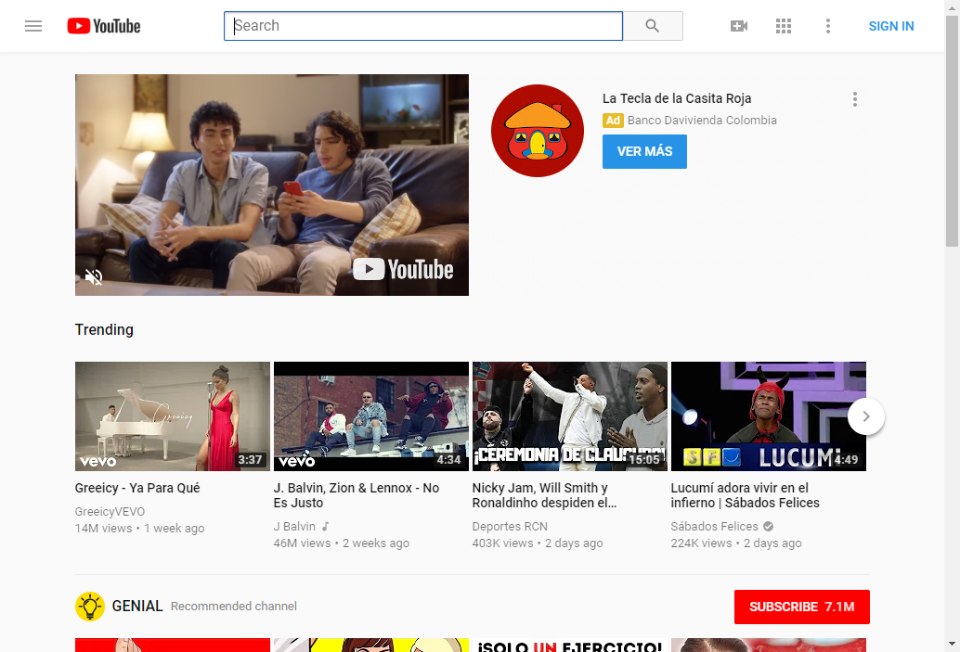 YouTube
Search
SIGN IN
La Tecla de la Casita Roja
Ad Banco Davivienda Colombia
VER MÁS
YouTube
Trending
Greeicy
vevo
3:37
vevo
4:34
¡CEREMONIA DE CLAUSURA!
15:05
SFD LUCUMÍ
4:49
Greeicy - Ya Para Qué
GreeicyVEVO
14M views • 1 week ago
J. Balvin, Zion & Lennox - No
Es Justo
J Balvin
46M views • 2 weeks ago
Nicky Jam, Will Smith y
Ronaldinho despiden el...
Deportes RCN
403K views • 2 days ago
Lucumí adora vivir en el
infierno | Sábados Felices
Sábados Felices
224K views • 2 days ago
GENIAL Recommended channel
SUBSCRIBE 7.1M
¡SOLO UN EJERCICIO!